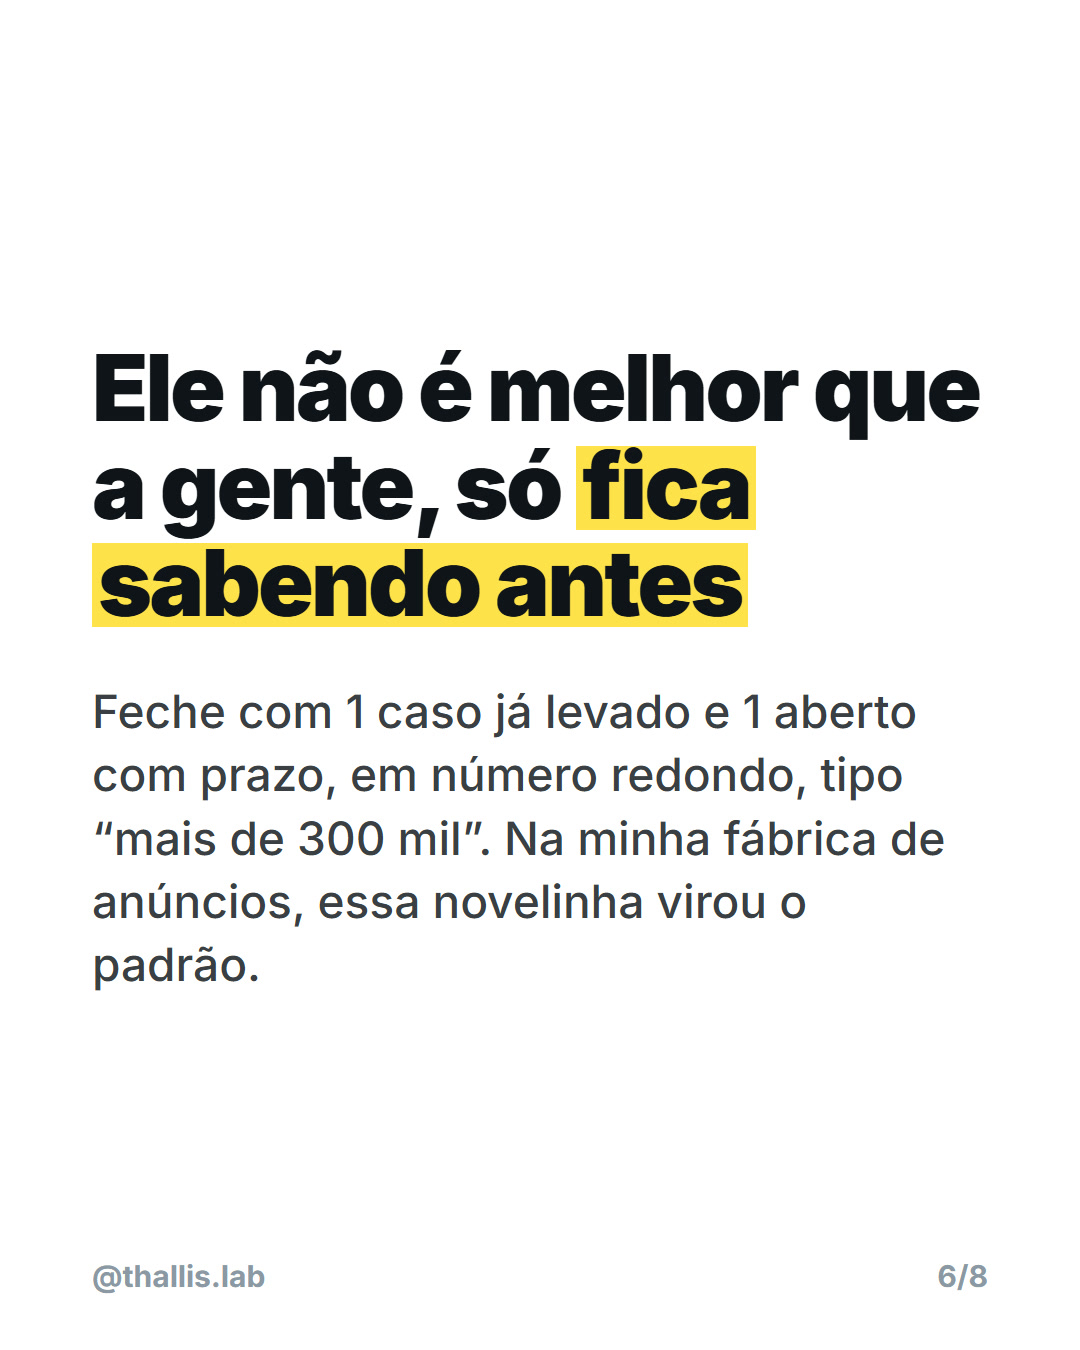 Ele não é melhor que
a gente, só fica
sabendo antes
Feche com 1 caso já levado e 1 aberto
com prazo, em número redondo, tipo
“mais de 300 mil”. Na minha fábrica de
anúncios, essa novelinha virou o
padrão.
@thallis.lab
6/8